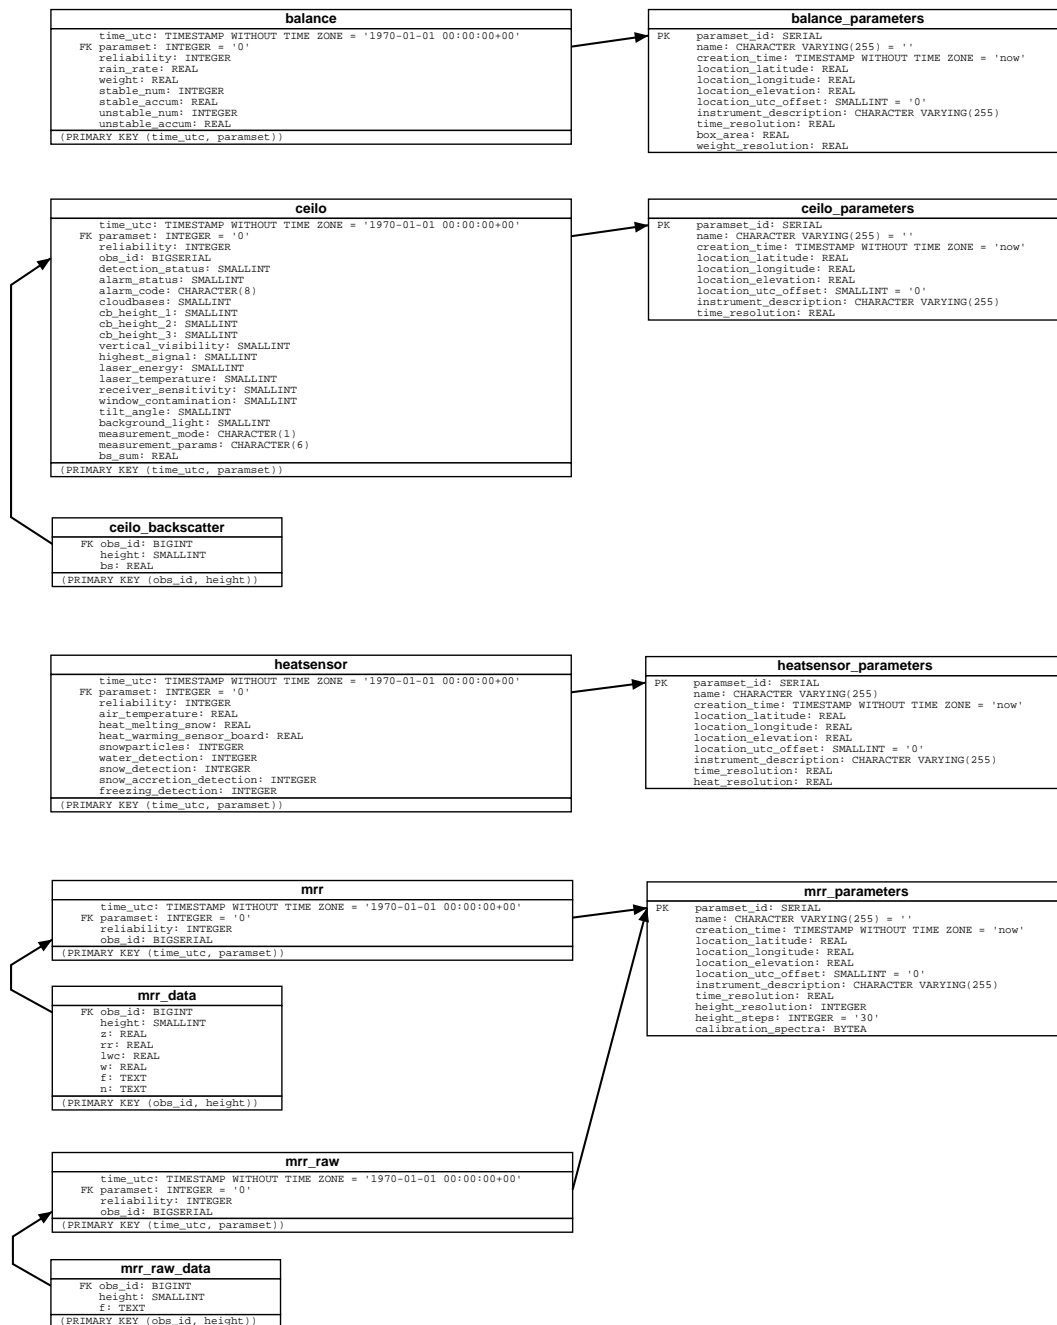 balance
time_utc: TIMESTAMP WITHOUT TIME ZONE = '1970-01-01 00:00:00+00'
FK paramset: INTEGER = '0'
reliability: INTEGER
rain_rate: REAL
weight: REAL
stable_num: INTEGER
stable_accum: REAL
unstable_num: INTEGER
unstable_accum: REAL
(PRIMARY KEY (time_utc, paramset))
balance_parameters
PK paramset_id: SERIAL
name: CHARACTER VARYING(255) = ''
creation_time: TIMESTAMP WITHOUT TIME ZONE = 'now'
location_latitude: REAL
location_longitude: REAL
location_elevation: REAL
location_utc_offset: SMALLINT = '0'
instrument_description: CHARACTER VARYING(255)
time_resolution: REAL
box_area: REAL
weight_resolution: REAL
ceilo
time_utc: TIMESTAMP WITHOUT TIME ZONE = '1970-01-01 00:00:00+00'
FK paramset: INTEGER = '0'
reliability: INTEGER
obs_id: BIGSERIAL
detection_status: SMALLINT
alarm_status: SMALLINT
alarm_code: CHARACTER(8)
cloudbases: SMALLINT
cb_height_1: SMALLINT
cb_height_2: SMALLINT
cb_height_3: SMALLINT
vertical_visibility: SMALLINT
highest_signal: SMALLINT
laser_energy: SMALLINT
laser_temperature: SMALLINT
receiver_sensitivity: SMALLINT
window_contamination: SMALLINT
tilt_angle: SMALLINT
background_light: SMALLINT
measurement_mode: CHARACTER(1)
measurement_params: CHARACTER(6)
bs_sum: REAL
(PRIMARY KEY (time_utc, paramset))
ceilo_parameters
PK paramset_id: SERIAL
name: CHARACTER VARYING(255) = ''
creation_time: TIMESTAMP WITHOUT TIME ZONE = 'now'
location_latitude: REAL
location_longitude: REAL
location_elevation: REAL
location_utc_offset: SMALLINT = '0'
instrument_description: CHARACTER VARYING(255)
time_resolution: REAL
ceilo_backscatter
FK obs_id: BIGINT
height: SMALLINT
bs: REAL
(PRIMARY KEY (obs_id, height))
heatsensor
time_utc: TIMESTAMP WITHOUT TIME ZONE = '1970-01-01 00:00:00+00'
FK paramset: INTEGER = '0'
reliability: INTEGER
air_temperature: REAL
heat_melting_snow: REAL
heat_warming_sensor_board: REAL
snowparticles: INTEGER
water_detection: INTEGER
snow_detection: INTEGER
snow_accretion_detection: INTEGER
freezing_detection: INTEGER
(PRIMARY KEY (time_utc, paramset))
heatsensor_parameters
PK paramset_id: SERIAL
name: CHARACTER VARYING(255)
creation_time: TIMESTAMP WITHOUT TIME ZONE = 'now'
location_latitude: REAL
location_longitude: REAL
location_elevation: REAL
location_utc_offset: SMALLINT = '0'
instrument_description: CHARACTER VARYING(255)
time_resolution: REAL
heat_resolution: REAL
mrr
time_utc: TIMESTAMP WITHOUT TIME ZONE = '1970-01-01 00:00:00+00'
FK paramset: INTEGER = '0'
reliability: INTEGER
obs_id: BIGSERIAL
(PRIMARY KEY (time_utc, paramset))
mrr_parameters
PK paramset_id: SERIAL
name: CHARACTER VARYING(255) = ''
creation_time: TIMESTAMP WITHOUT TIME ZONE = 'now'
location_latitude: REAL
location_longitude: REAL
location_elevation: REAL
location_utc_offset: SMALLINT = '0'
instrument_description: CHARACTER VARYING(255)
time_resolution: REAL
height_resolution: INTEGER
height_steps: INTEGER = '30'
calibration_spectra: BYTEA
mrr_data
FK obs_id: BIGINT
height: SMALLINT
z: REAL
rr: REAL
lwc: REAL
w: REAL
f: TEXT
n: TEXT
(PRIMARY KEY (obs_id, height))
mrr_raw
time_utc: TIMESTAMP WITHOUT TIME ZONE = '1970-01-01 00:00:00+00'
FK paramset: INTEGER = '0'
reliability: INTEGER
obs_id: BIGSERIAL
(PRIMARY KEY (time_utc, paramset))
mrr_raw_data
FK obs_id: BIGINT
height: SMALLINT
f: TEXT
(PRIMARY KEY (obs_id, height))